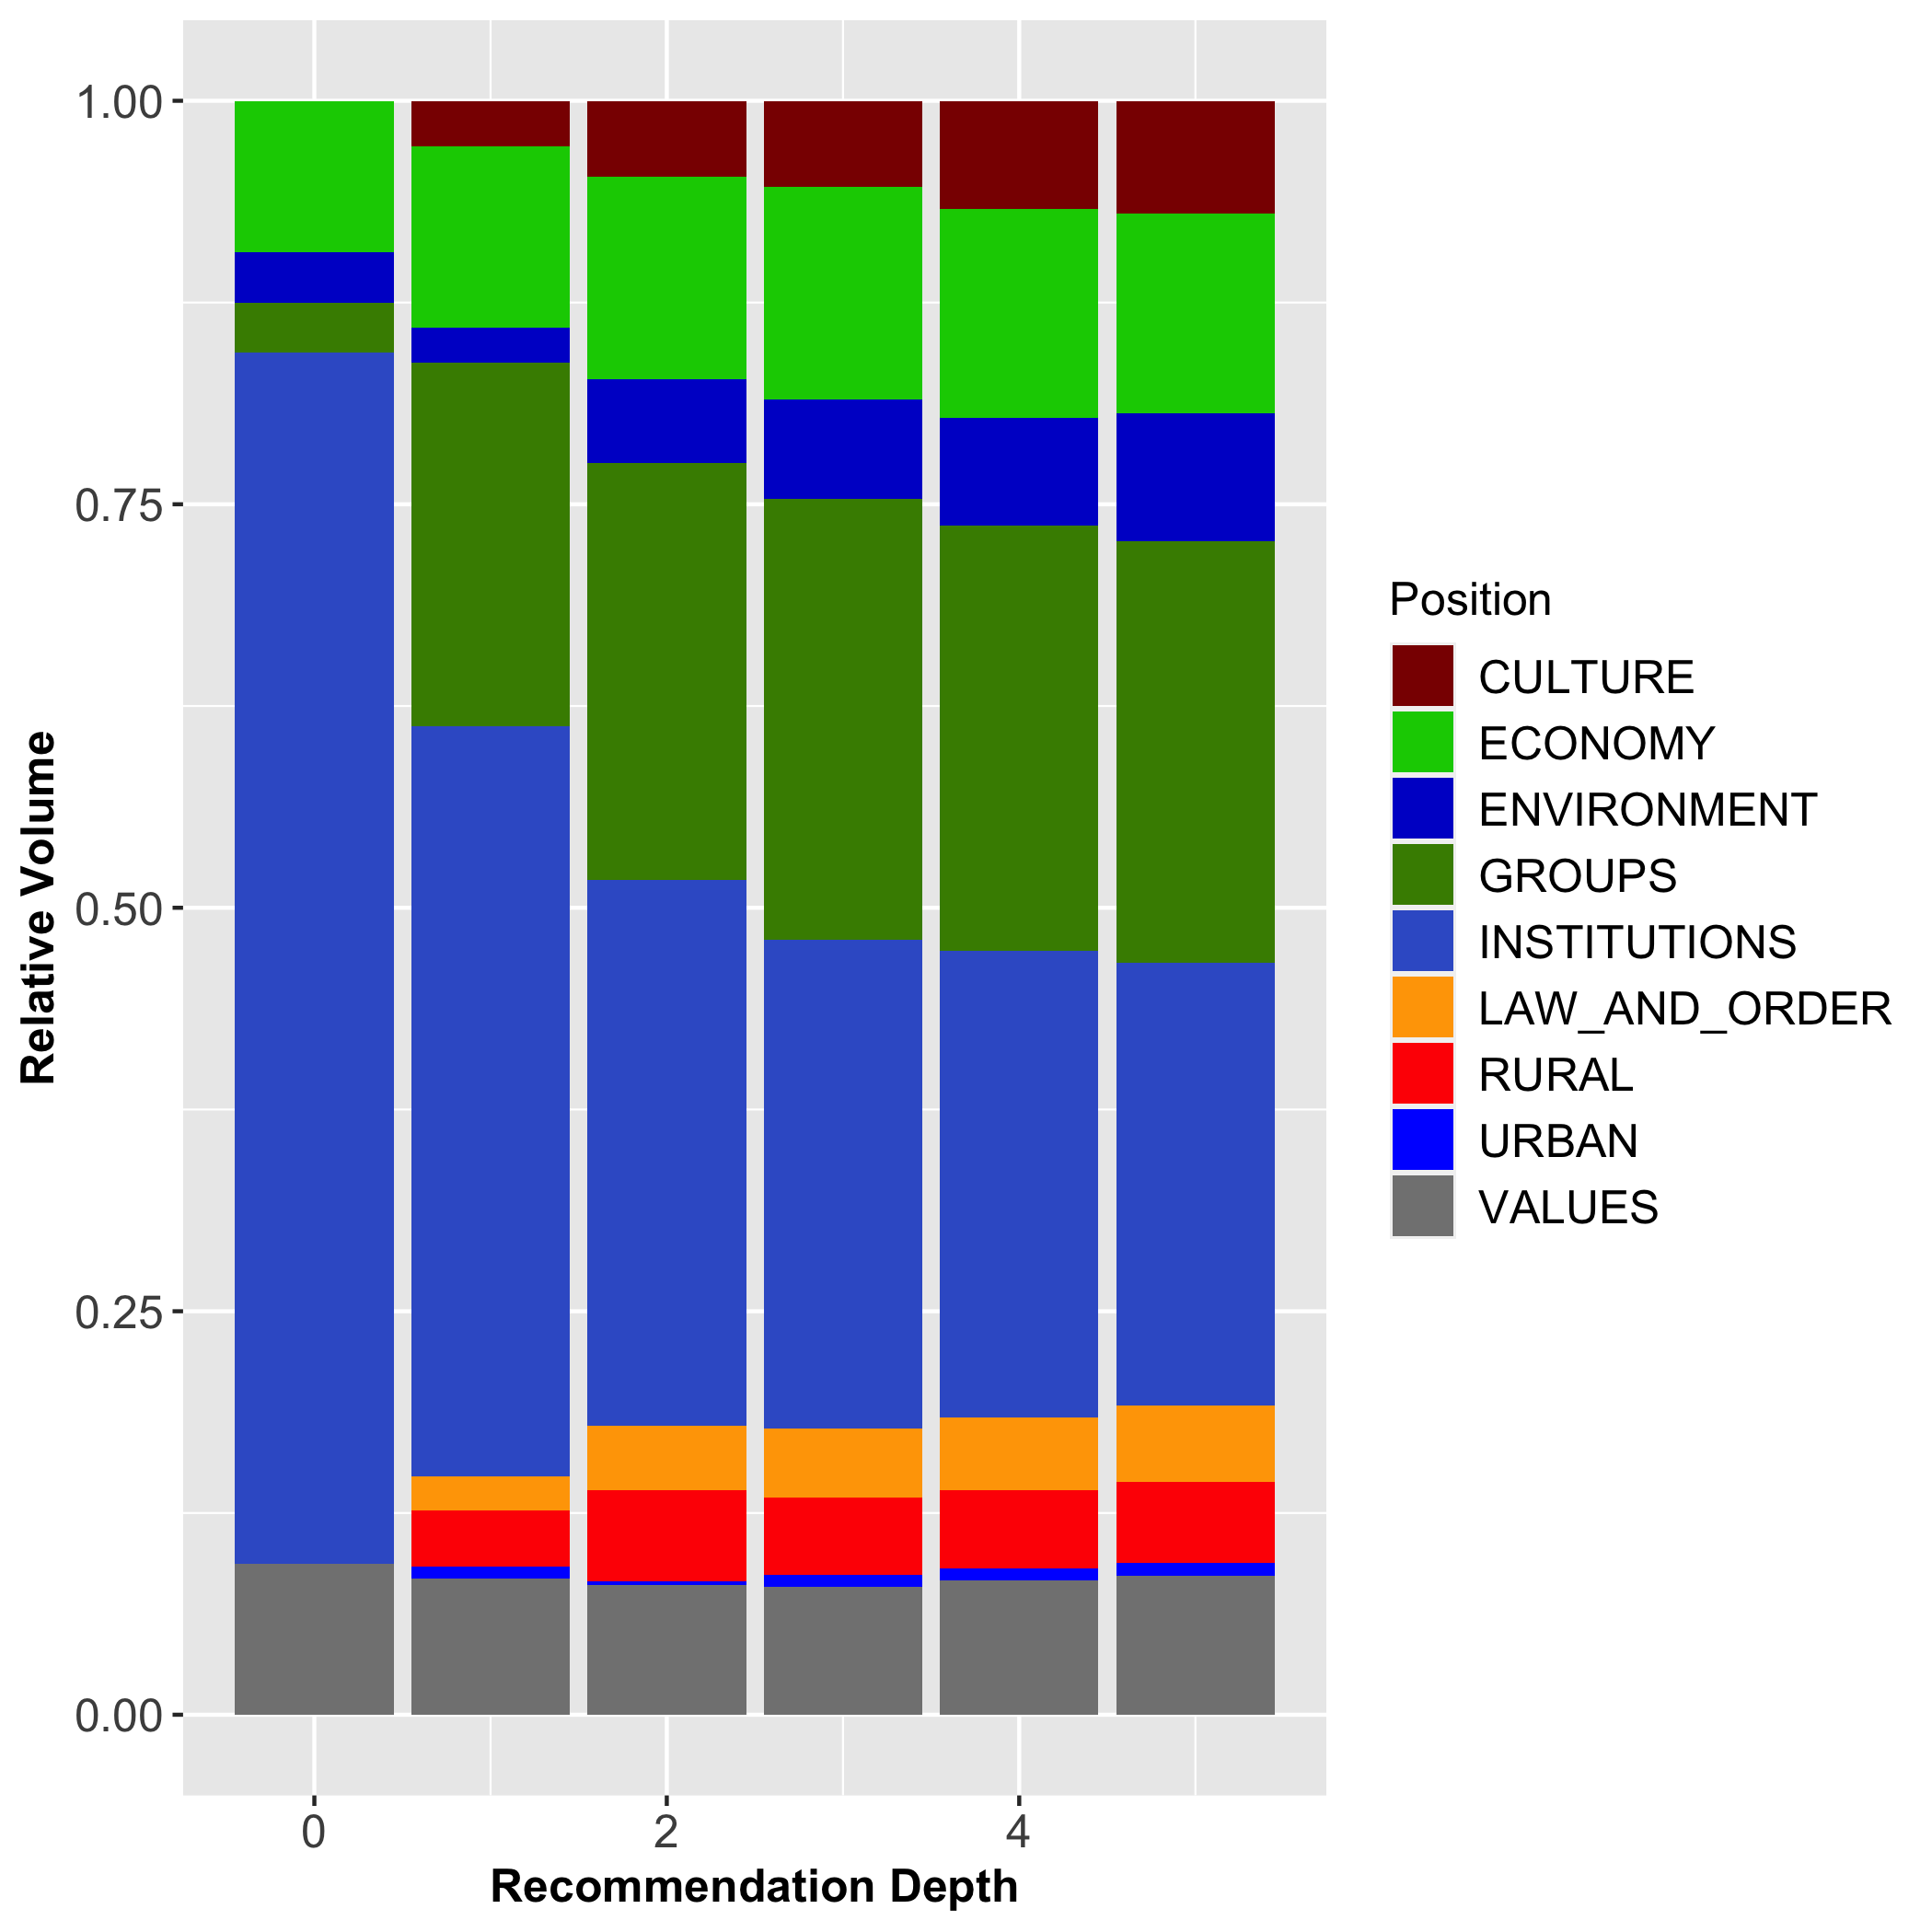 1.00
0.75
0.50
0.25
0.00
Relative Volume
0 2 4
Recommendation Depth
Position
CULTURE
ECONOMY
ENVIRONMENT
GROUPS
INSTITUTIONS
LAW_AND_ORDER
RURAL
URBAN
VALUES